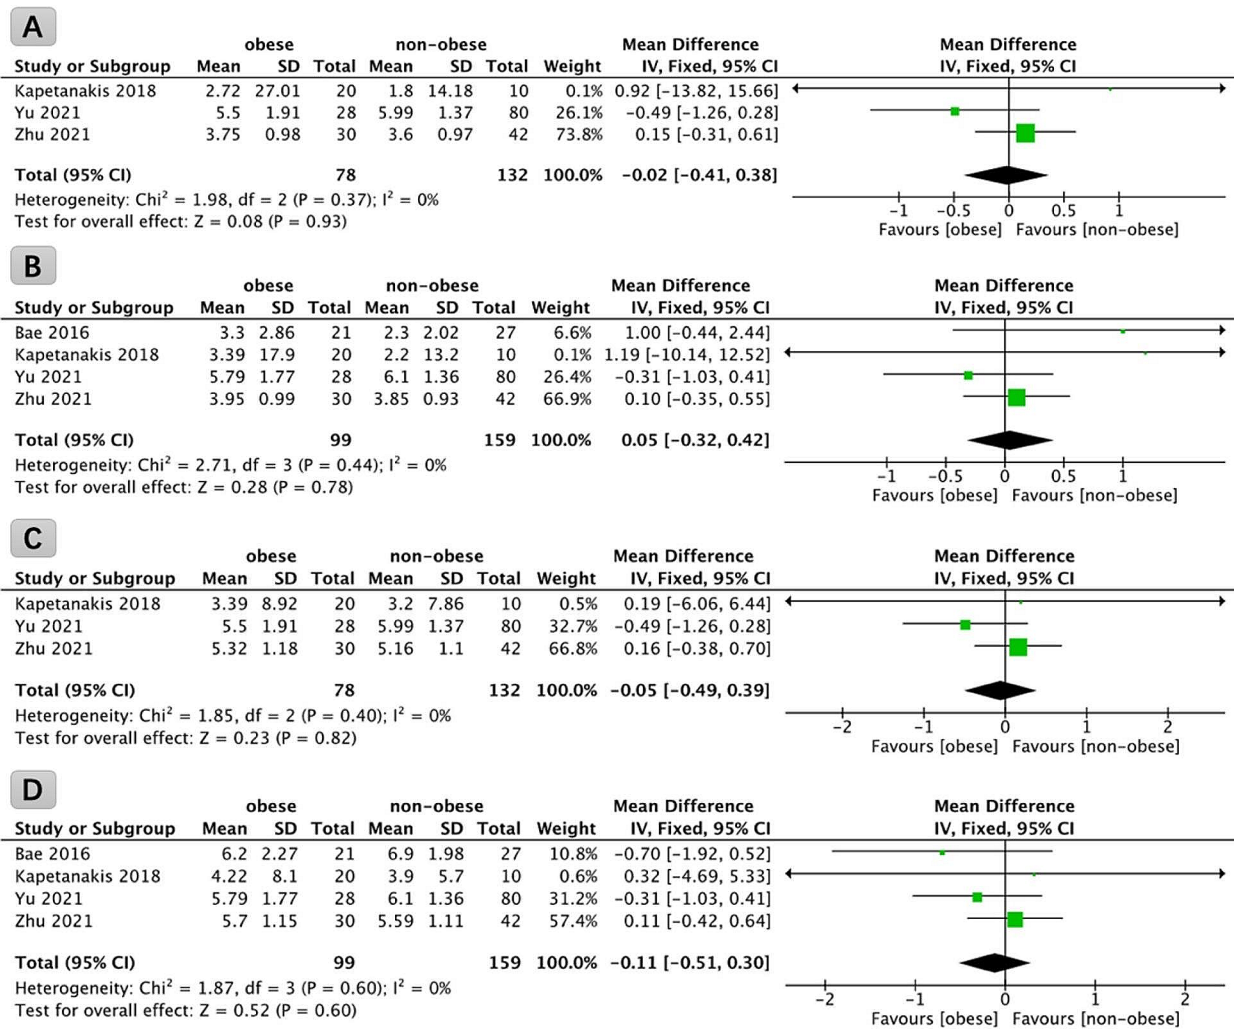 A
obese non-obese Mean Difference Mean Difference
Study or Subgroup Mean SD Total Mean SD Total Weight IV, Fixed, 95% CI IV, Fixed, 95% CI
Kapetanakis 2018 2.72 27.01 20 1.8 14.18 10 0.1% 0.92 [-13.82, 15.66]
Yu 2021 5.5 1.91 28 5.99 1.37 80 26.1% -0.49 [-1.26, 0.28]
Zhu 2021 3.75 0.98 30 3.6 0.97 42 73.8% 0.15 [-0.31, 0.61]
Total (95% CI) 78 132 100.0% -0.02 [-0.41, 0.38]
Heterogeneity: Chi² = 1.98, df = 2 (P = 0.37); I² = 0%
Test for overall effect: Z = 0.08 (P = 0.93)
-1 -0.5 0 0.5 1
Favours [obese] Favours [non-obese]
B
obese non-obese Mean Difference Mean Difference
Study or Subgroup Mean SD Total Mean SD Total Weight IV, Fixed, 95% CI IV, Fixed, 95% CI
Bae 2016 3.3 2.86 21 2.3 2.02 27 6.6% 1.00 [-0.44, 2.44]
Kapetanakis 2018 3.39 17.9 20 2.2 13.2 10 0.1% 1.19 [-10.14, 12.52]
Yu 2021 5.79 1.77 28 6.1 1.36 80 26.4% -0.31 [-1.03, 0.41]
Zhu 2021 3.95 0.99 30 3.85 0.93 42 66.9% 0.10 [-0.35, 0.55]
Total (95% CI) 99 159 100.0% 0.05 [-0.32, 0.42]
Heterogeneity: Chi² = 2.71, df = 3 (P = 0.44); I² = 0%
Test for overall effect: Z = 0.28 (P = 0.78)
-1 -0.5 0 0.5 1
Favours [obese] Favours [non-obese]
C
obese non-obese Mean Difference Mean Difference
Study or Subgroup Mean SD Total Mean SD Total Weight IV, Fixed, 95% CI IV, Fixed, 95% CI
Kapetanakis 2018 3.39 8.92 20 3.2 7.86 10 0.5% 0.19 [-6.06, 6.44]
Yu 2021 5.5 1.91 28 5.99 1.37 80 32.7% -0.49 [-1.26, 0.28]
Zhu 2021 5.32 1.18 30 5.16 1.1 42 66.8% 0.16 [-0.38, 0.70]
Total (95% CI) 78 132 100.0% -0.05 [-0.49, 0.39]
Heterogeneity: Chi² = 1.85, df = 2 (P = 0.40); I² = 0%
Test for overall effect: Z = 0.23 (P = 0.82)
-2 -1 0 1 2
Favours [obese] Favours [non-obese]
D
obese non-obese Mean Difference Mean Difference
Study or Subgroup Mean SD Total Mean SD Total Weight IV, Fixed, 95% CI IV, Fixed, 95% CI
Bae 2016 6.2 2.27 21 6.9 1.98 27 10.8% -0.70 [-1.92, 0.52]
Kapetanakis 2018 4.22 8.1 20 3.9 5.7 10 0.6% 0.32 [-4.69, 5.33]
Yu 2021 5.79 1.77 28 6.1 1.36 80 31.2% -0.31 [-1.03, 0.41]
Zhu 2021 5.7 1.15 30 5.59 1.11 42 57.4% 0.11 [-0.42, 0.64]
Total (95% CI) 99 159 100.0% -0.11 [-0.51, 0.30]
Heterogeneity: Chi² = 1.87, df = 3 (P = 0.60); I² = 0%
Test for overall effect: Z = 0.52 (P = 0.60)
-2 -1 0 1 2
Favours [obese] Favours [non-obese]